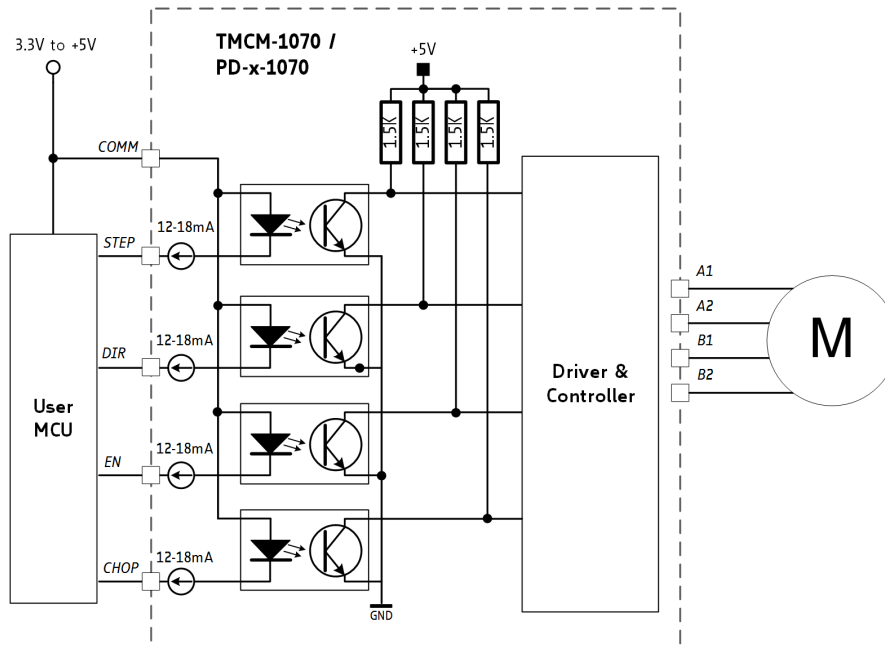 TMCM-1070 /
PD-x-1070
3.3V to +5V
+5V
1.5K
1.5K
1.5K
1.5K
COMM
STEP
12-18mA
DIR
12-18mA
EN
12-18mA
CHOP
12-18mA
User
MCU
Driver &
Controller
GND
A1
A2
B1
B2
M